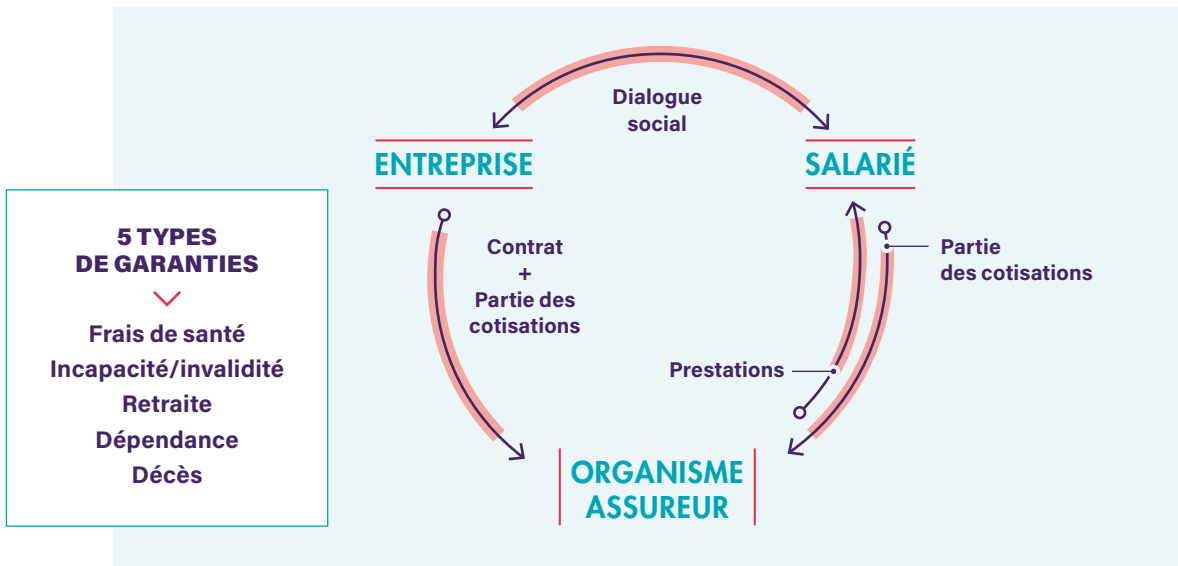 Dialogue
social
ENTREPRISE
SALARIÉ
5 TYPES
DE GARANTIES
Frais de santé
Incapacité/invalidité
Retraite
Dépendance
Décès
Contrat
+
Partie des
cotisations
Partie
des cotisations
Prestations
ORGANISME
ASSUREUR